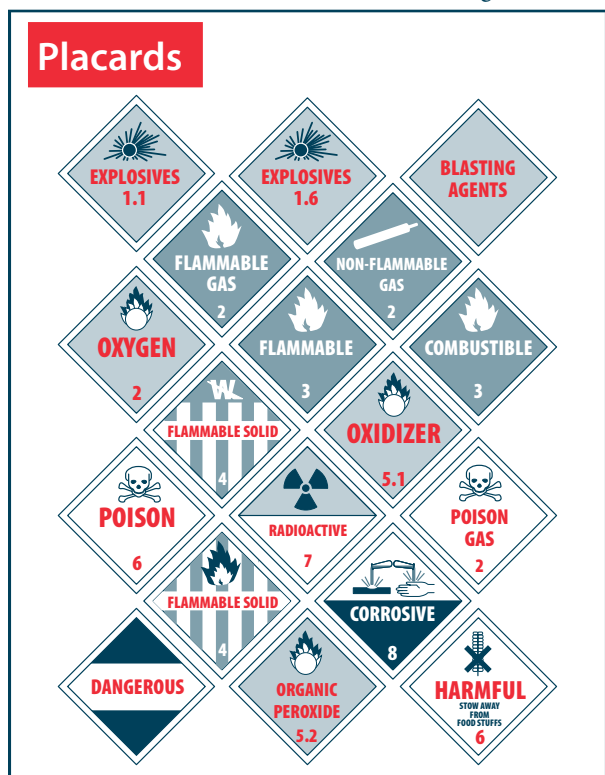 Placards
EXPLOSIVES
1.1
EXPLOSIVES
1.6
BLASTING
AGENTS
FLAMMABLE
GAS
2
NON-FLAMMABLE
GAS
2
OXYGEN
2
FLAMMABLE
3
COMBUSTIBLE
3
W
FLAMMABLE SOLID
4
OXIDIZER
5.1
POISON
6
RADIOACTIVE
7
POISON
GAS
2
FLAMMABLE SOLID
4
CORROSIVE
8
DANGEROUS
ORGANIC
PEROXIDE
5.2
HARMFUL
STOW AWAY
FROM
FOOD STUFFS
6